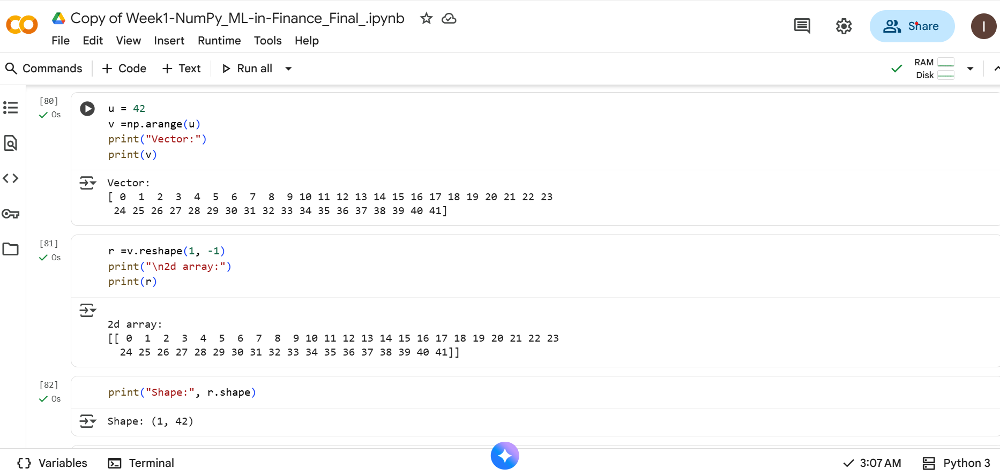 Copy of Week1-NumPy_ML-in-Finance_Final_.ipynb
File Edit View Insert Runtime Tools Help
Share
I
Commands + Code + Text Run all
RAM
Disk
[80]
0s
u = 42
v =np.arange(u)
print("Vector:")
print(v)
Vector:
[ 0  1  2  3  4  5  6  7  8  9 10 11 12 13 14 15 16 17 18 19 20 21 22 23
 24 25 26 27 28 29 30 31 32 33 34 35 36 37 38 39 40 41]
[81]
0s
r =v.reshape(1, -1)
print("\n2d array:")
print(r)
2d array:
[[ 0  1  2  3  4  5  6  7  8  9 10 11 12 13 14 15 16 17 18 19 20 21 22 23
  24 25 26 27 28 29 30 31 32 33 34 35 36 37 38 39 40 41]]
[82]
0s
print("Shape:", r.shape)
Shape: (1, 42)
{} Variables Terminal 3:07 AM Python 3